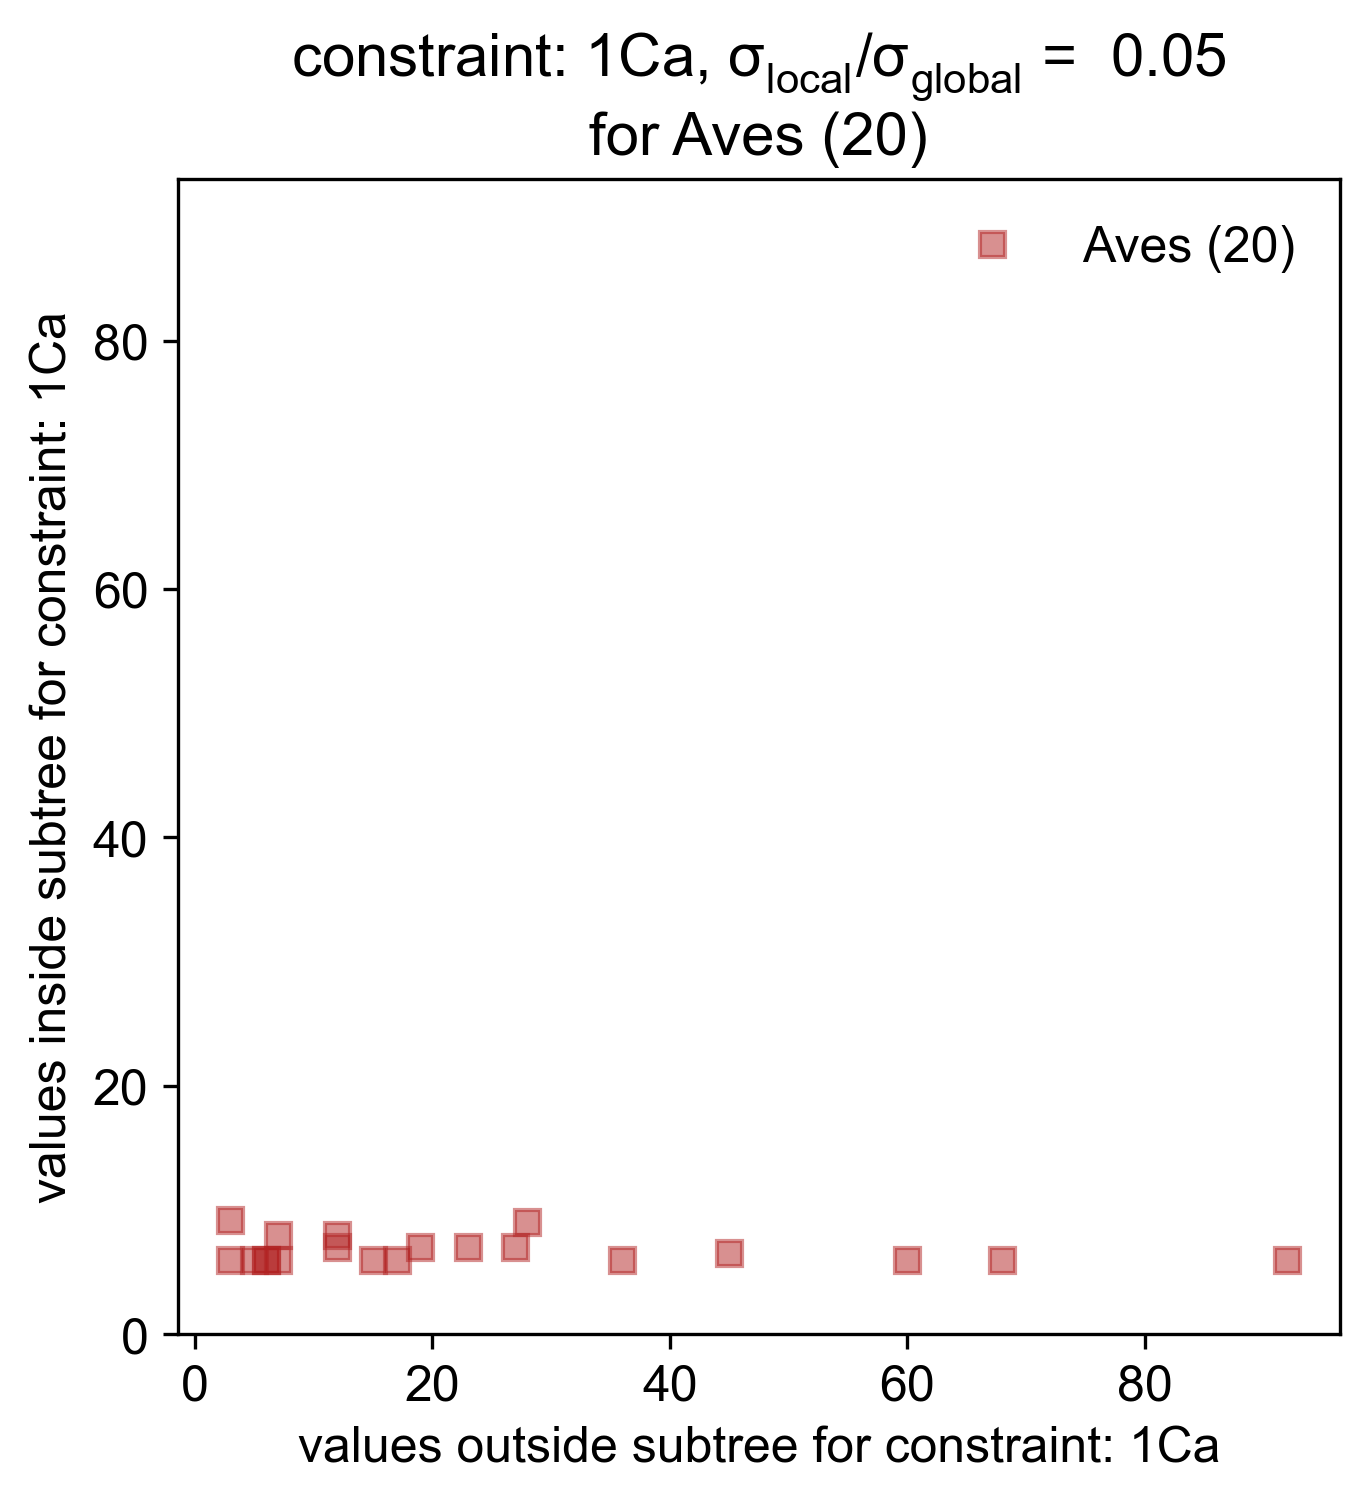 constraint: 1Ca, σlocal/σglobal = 0.05
for Aves (20)
Aves (20)
values inside subtree for constraint: 1Ca
80
60
40
20
0
0 20 40 60 80
values outside subtree for constraint: 1Ca